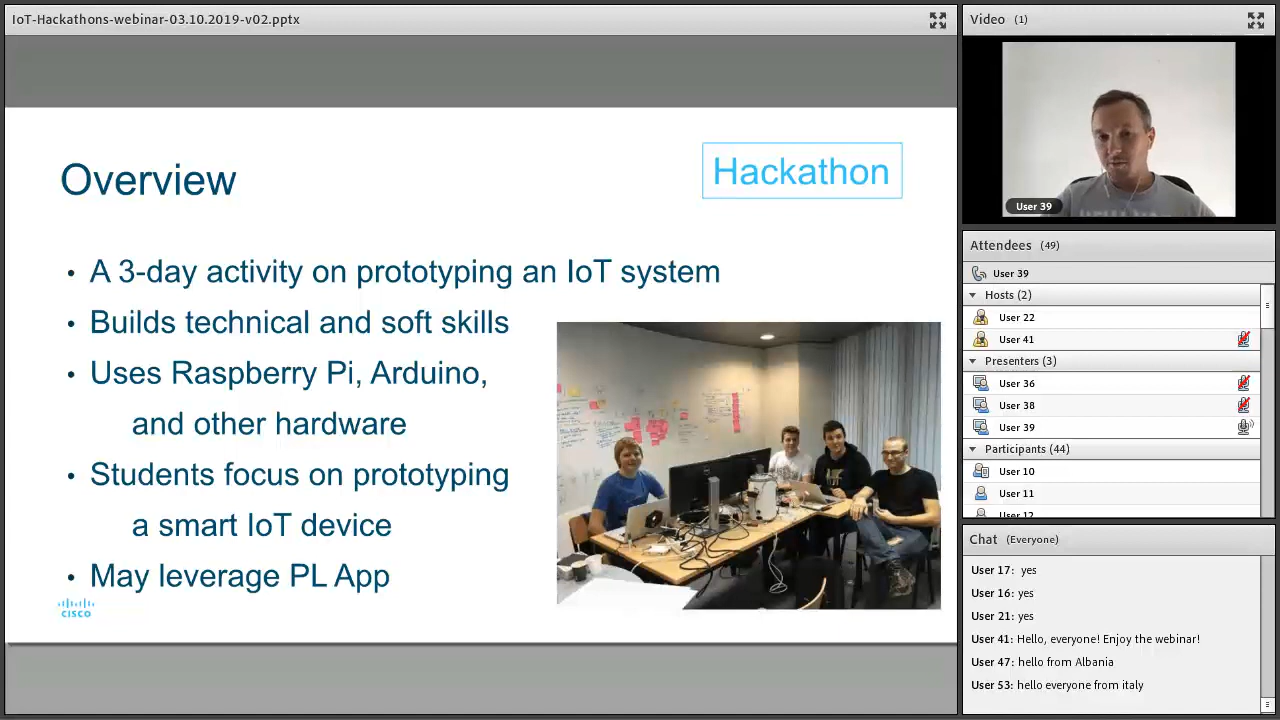 IoT-Hackathons-webinar-03.10.2019-v02.pptx
Overview
Hackathon
• A 3-day activity on prototyping an IoT system
• Builds technical and soft skills
• Uses Raspberry Pi, Arduino,
and other hardware
• Students focus on prototyping
a smart IoT device
• May leverage PL App
CISCO
Video (1)
User 39
Attendees (49)
User 39
Hosts (2)
User 22
User 41
Presenters (3)
User 36
User 38
User 39
Participants (44)
User 10
User 11
User 12
Chat (Everyone)
User 17: yes
User 16: yes
User 21: yes
User 41: Hello, everyone! Enjoy the webinar!
User 47: hello from Albania
User 53: hello everyone from italy